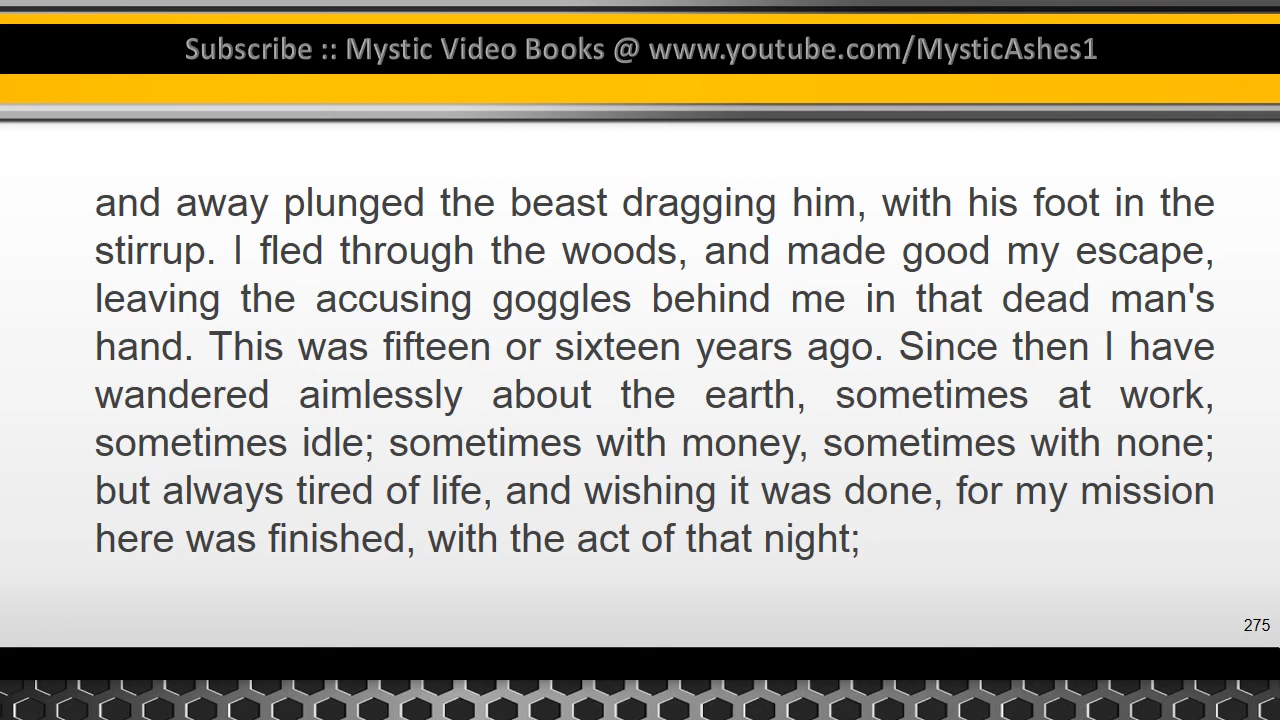 Subscribe :: Mystic Video Books @ www.youtube.com/MysticAshes1
and away plunged the beast dragging him, with his foot in the
stirrup. I fled through the woods, and made good my escape,
leaving the accusing goggles behind me in that dead man's
hand. This was fifteen or sixteen years ago. Since then I have
wandered aimlessly about the earth, sometimes at work,
sometimes idle; sometimes with money, sometimes with none;
but always tired of life, and wishing it was done, for my mission
here was finished, with the act of that night;
275